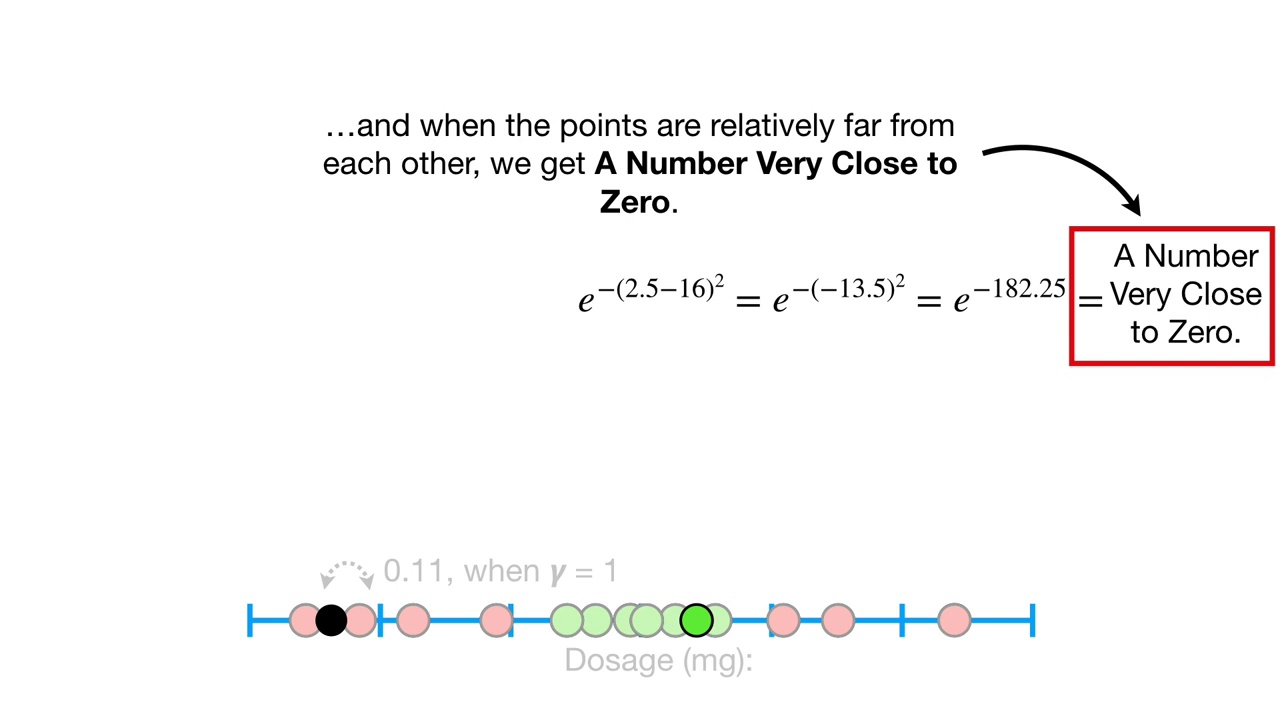 …and when the points are relatively far from
each other, we get A Number Very Close to
Zero.
e^{−(2.5−16)^2} = e^{−(−13.5)^2} = e^{−182.25} = A Number
Very Close
to Zero.
0.11, when γ = 1
Dosage (mg):